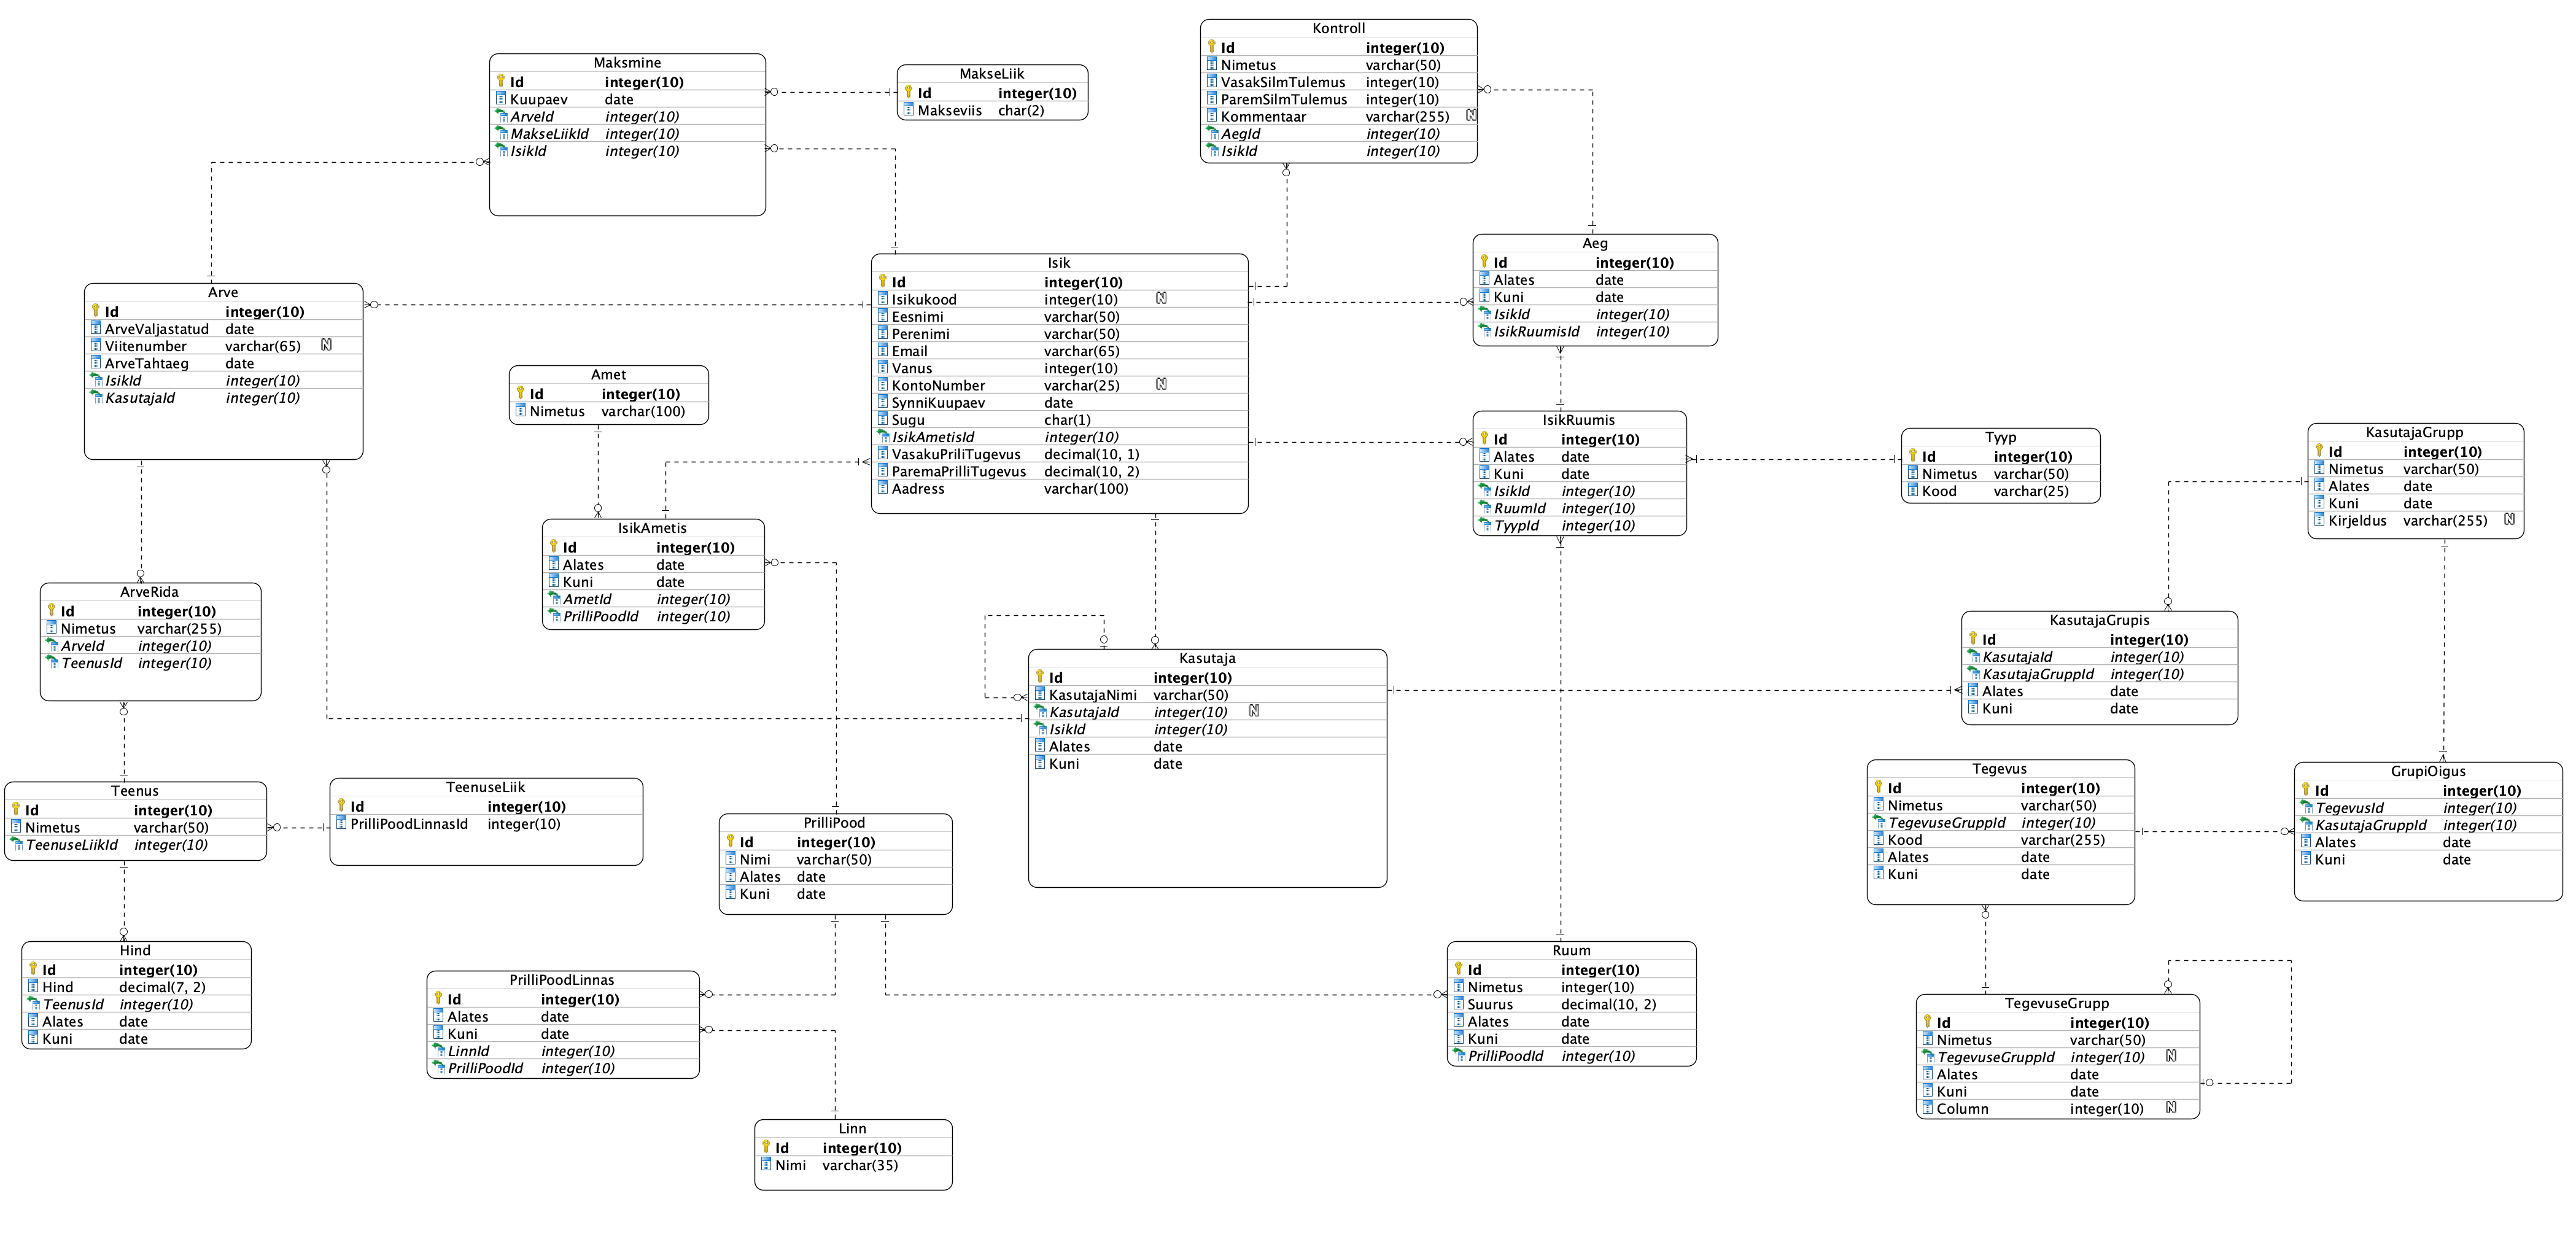 Kontroll
Id integer(10)
Nimetus varchar(50)
VasakSilmTulemus integer(10)
ParemSilmTulemus integer(10)
Kommentaar varchar(255) N
AegId integer(10)
IsikId integer(10)
Maksmine
Id integer(10)
Kuupaev date
ArveId integer(10)
MakseLiikId integer(10)
IsikId integer(10)
MakseLiik
Id integer(10)
Makseviis char(2)
Aeg
Id integer(10)
Alates date
Kuni date
IsikId integer(10)
IsikRuumisId integer(10)
Isik
Id integer(10)
Isikukood integer(10) N
Eesnimi varchar(50)
Perenimi varchar(50)
Email varchar(65)
Vanus integer(10)
KontoNumber varchar(25) N
SynniKuupaev date
Sugu char(1)
IsikAmetisId integer(10)
VasakuPriliTugevus decimal(10, 1)
ParemaPrilliTugevus decimal(10, 2)
Aadress varchar(100)
Arve
Id integer(10)
ArveValjastatud date
Viitenumber varchar(65) N
ArveTahtaeg date
IsikId integer(10)
KasutajaId integer(10)
Amet
Id integer(10)
Nimetus varchar(100)
IsikRuumis
Id integer(10)
Alates date
Kuni date
IsikId integer(10)
RuumId integer(10)
TyypId integer(10)
Tyyp
Id integer(10)
Nimetus varchar(50)
Kood varchar(25)
KasutajaGrupp
Id integer(10)
Nimetus varchar(50)
Alates date
Kuni date
Kirjeldus varchar(255) N
IsikAmetis
Id integer(10)
Alates date
Kuni date
AmetId integer(10)
PrilliPoodId integer(10)
ArveRida
Id integer(10)
Nimetus varchar(255)
ArveId integer(10)
TeenusId integer(10)
KasutajaGrupis
Id integer(10)
KasutajaId integer(10)
KasutajaGruppId integer(10)
Alates date
Kuni date
Kasutaja
Id integer(10)
KasutajaNimi varchar(50)
KasutajaId integer(10) N
IsikId integer(10)
Alates date
Kuni date
Tegevus
Id integer(10)
Nimetus varchar(50)
TegevuseGruppId integer(10)
Kood varchar(255)
Alates date
Kuni date
GrupiOigus
Id integer(10)
TegevusId integer(10)
KasutajaGruppId integer(10)
Alates date
Kuni date
Teenus
Id integer(10)
Nimetus varchar(50)
TeenuseLiikId integer(10)
TeenuseLiik
Id integer(10)
PrilliPoodLinnasId integer(10)
PrilliPood
Id integer(10)
Nimi varchar(50)
Alates date
Kuni date
Hind
Id integer(10)
Hind decimal(7, 2)
TeenusId integer(10)
Alates date
Kuni date
PrilliPoodLinnas
Id integer(10)
Alates date
Kuni date
LinnId integer(10)
PrilliPoodId integer(10)
Ruum
Id integer(10)
Nimetus integer(10)
Suurus decimal(10, 2)
Alates date
Kuni date
PrilliPoodId integer(10)
TegevuseGrupp
Id integer(10)
Nimetus varchar(50)
TegevuseGruppId integer(10) N
Alates date
Kuni date
Column integer(10) N
Linn
Id integer(10)
Nimi varchar(35)